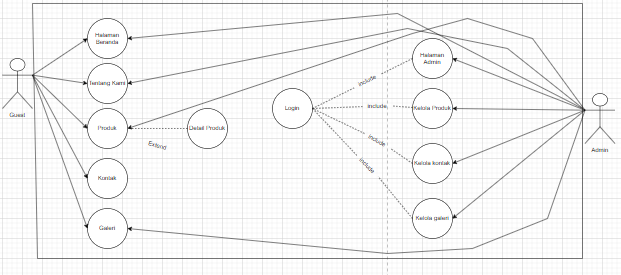 Halaman
Beranda
Tentang Kami
Produk
Detail Produk
Extend
Kontak
Galeri
Guest
Login
include
include
include
include
Halaman
Admin
Kelola Produk
Kelola kontak
Kelola galeri
Admin